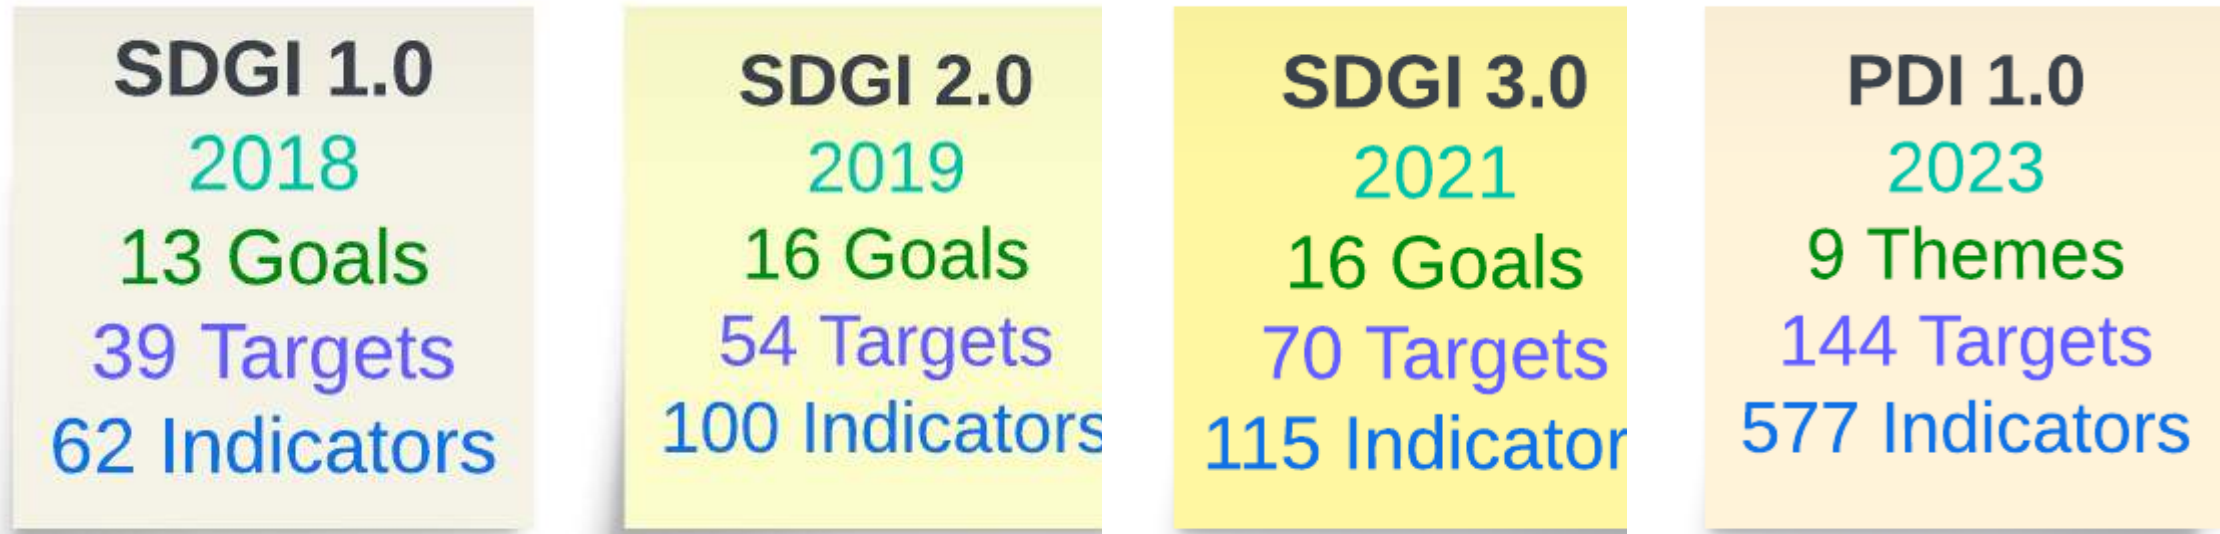 SDGI 1.0
2018
13 Goals
39 Targets
62 Indicators
SDGI 2.0
2019
16 Goals
54 Targets
100 Indicators
SDGI 3.0
2021
16 Goals
70 Targets
115 Indicator
PDI 1.0
2023
9 Themes
144 Targets
577 Indicators